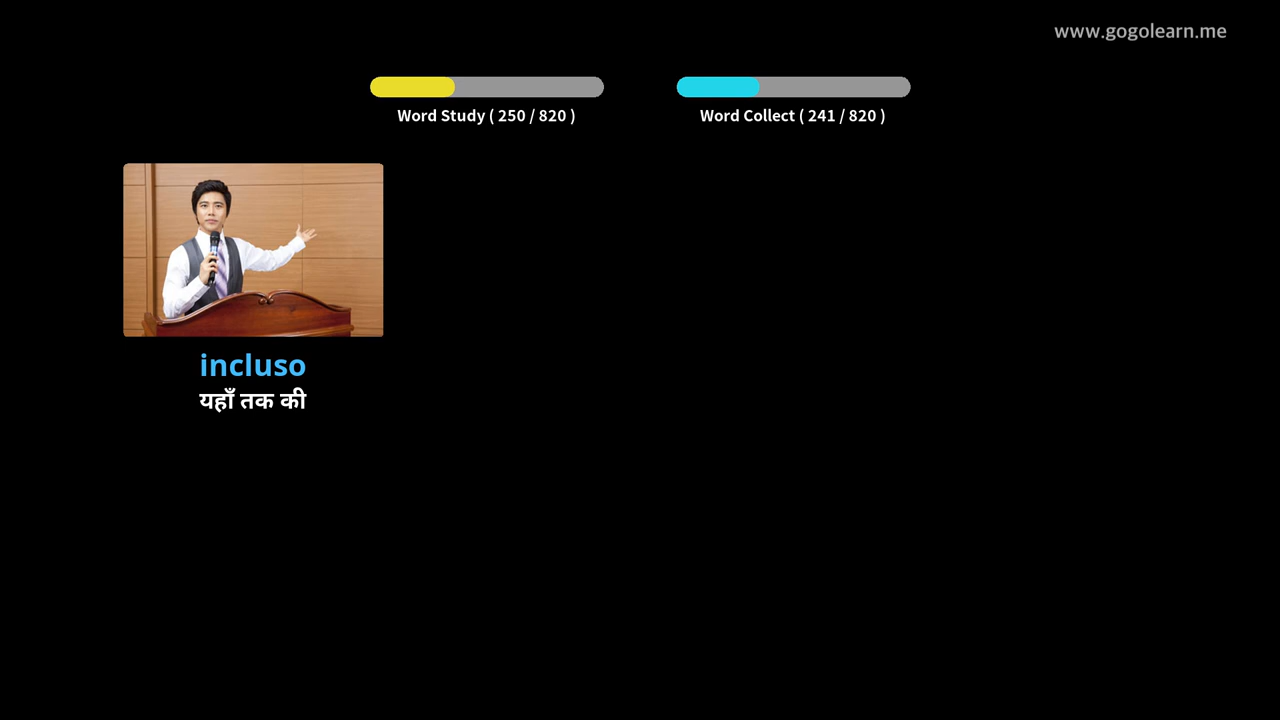 www.gogolearn.me
Word Study ( 250 / 820 )
Word Collect ( 241 / 820 )
incluso
यहाँ तक की